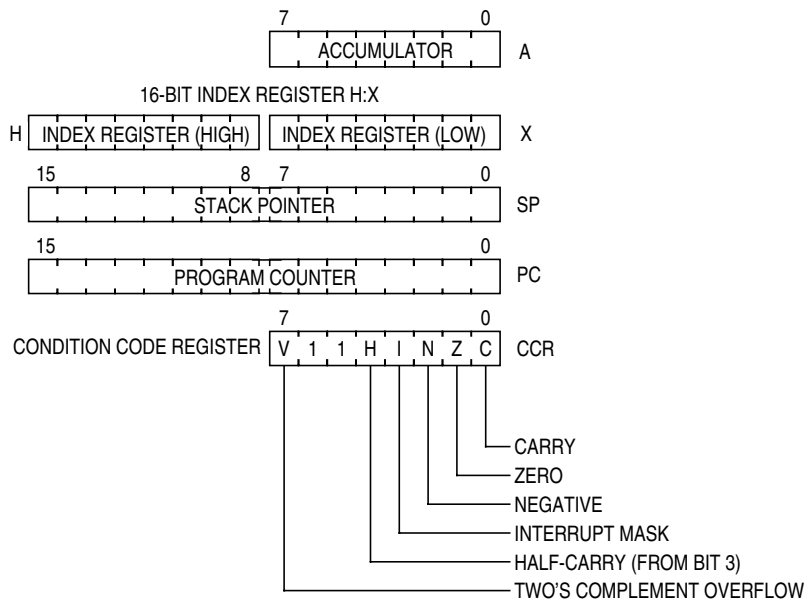 7 0
ACCUMULATOR A
16-BIT INDEX REGISTER H:X
H INDEX REGISTER (HIGH) INDEX REGISTER (LOW) X
15 8 7 0
STACK POINTER SP
15 0
PROGRAM COUNTER PC
7 0
CONDITION CODE REGISTER V 1 1 H I N Z C CCR
CARRY
ZERO
NEGATIVE
INTERRUPT MASK
HALF-CARRY (FROM BIT 3)
TWO'S COMPLEMENT OVERFLOW